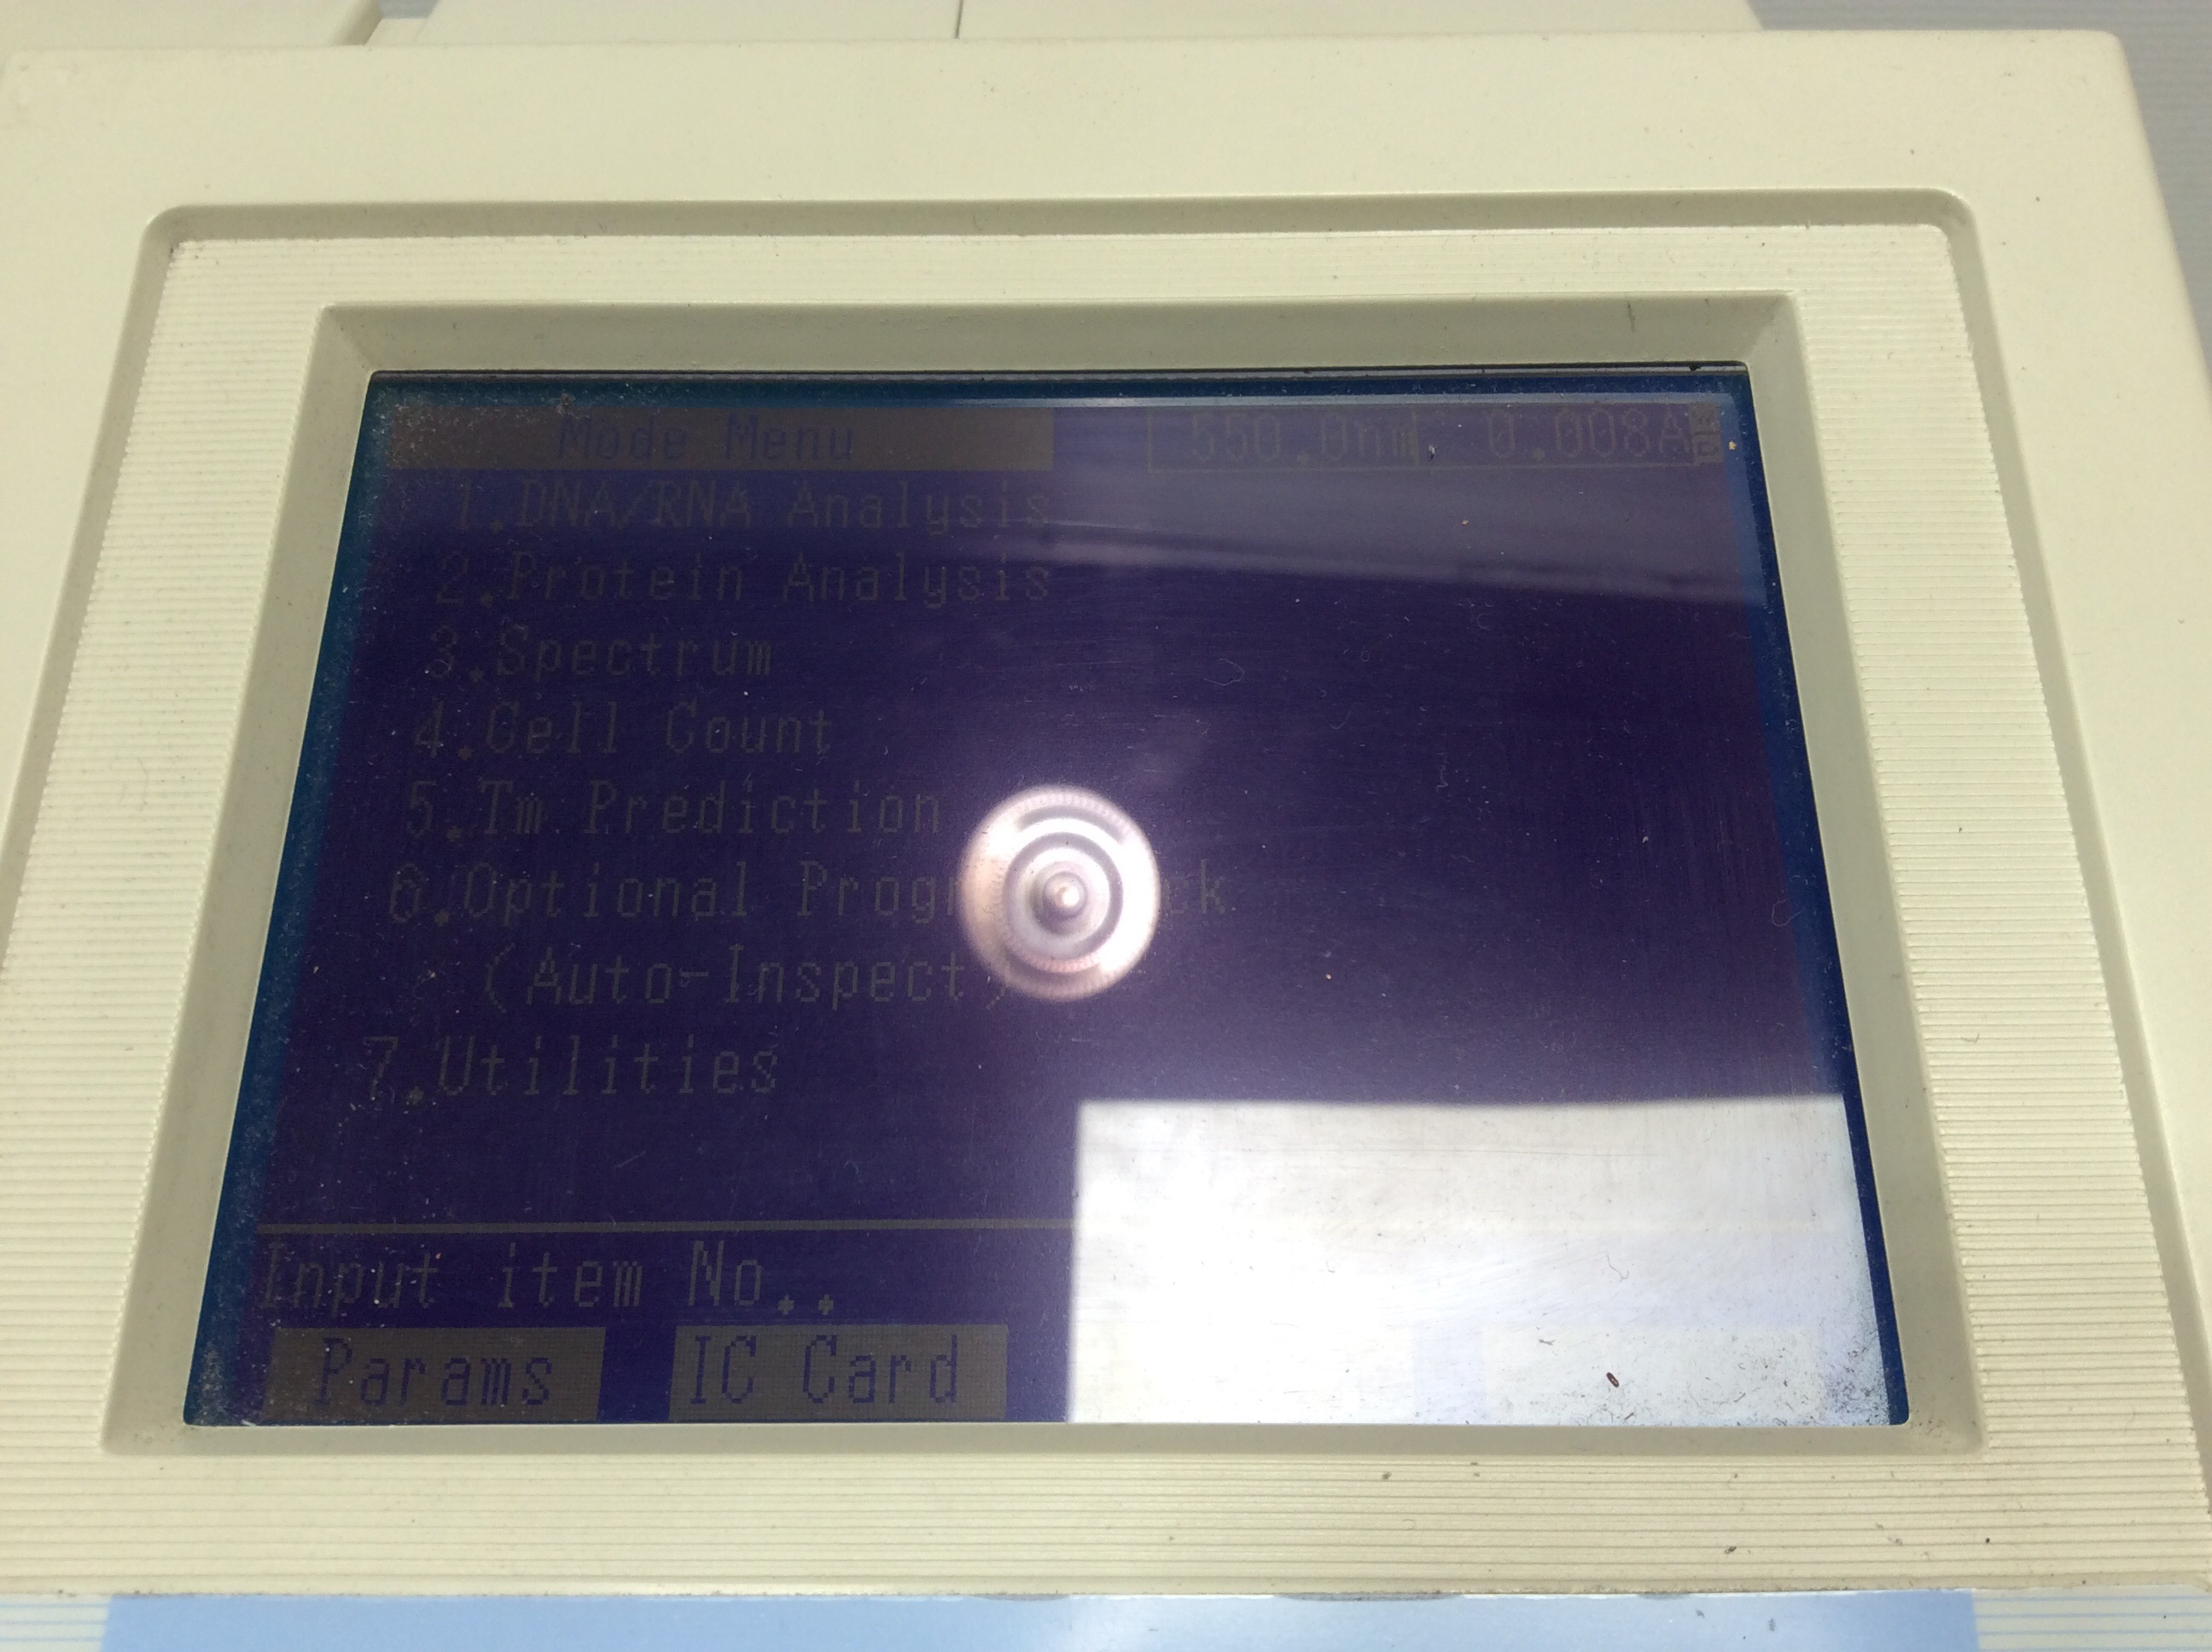 Mode Menu 550.0nm 0.008A
1.DNA/RNA Analysis
2.Protein Analysis
3.Spectrum
4.Cell Count
5.Tm Prediction
6.Optional
(Auto-Inspect)
7.Utilities
Input item No..
Params IC Card